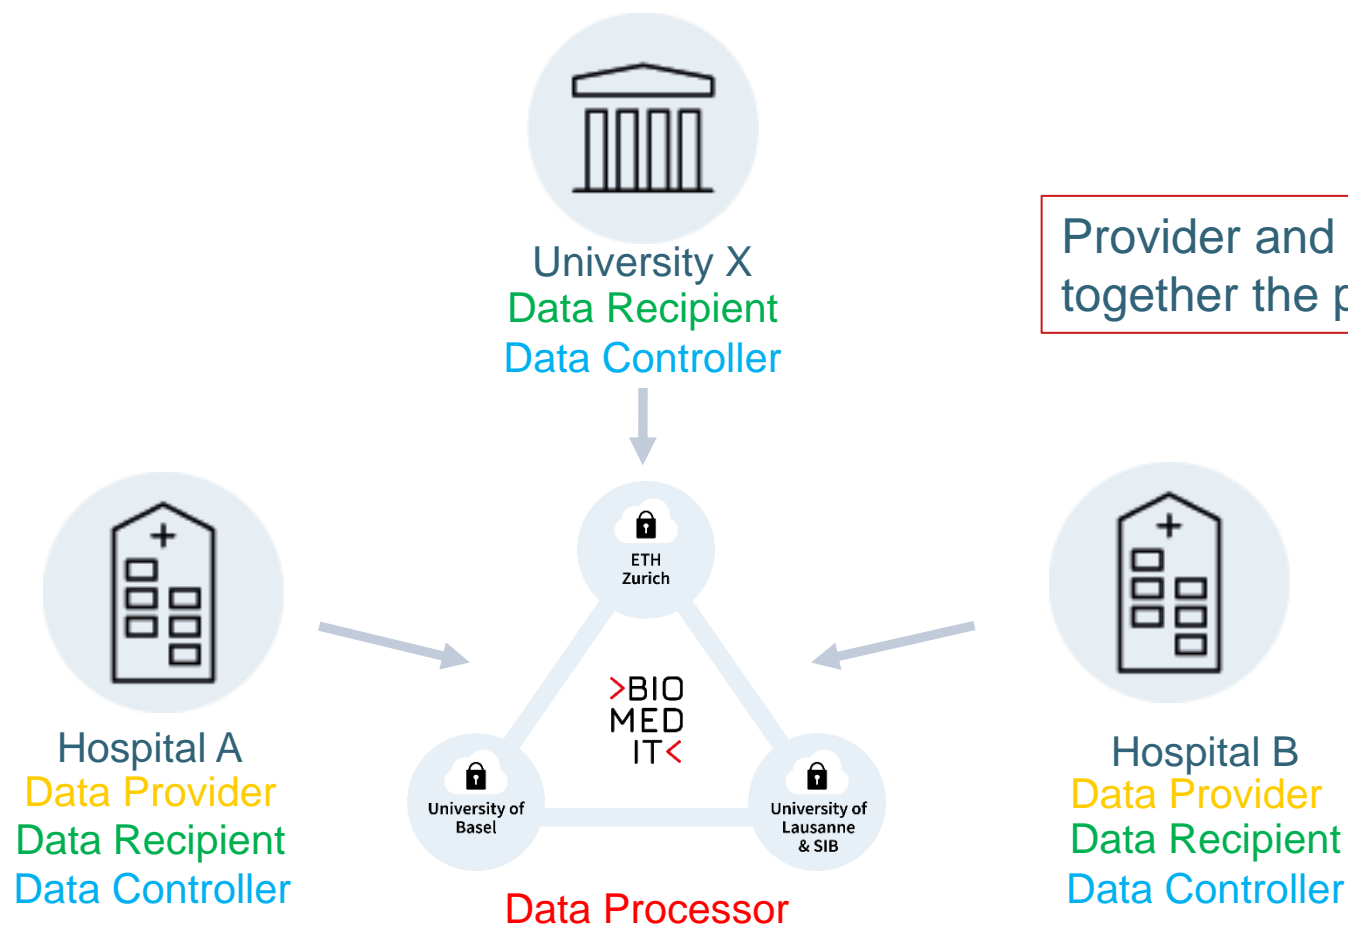 University X
Data Recipient
Data Controller
Provider and
together the p
ETH
Zurich
>BIO
MED
IT<
Hospital A
Data Provider
Data Recipient
Data Controller
University of
Basel
University of
Lausanne
& SIB
Data Processor
Hospital B
Data Provider
Data Recipient
Data Controller